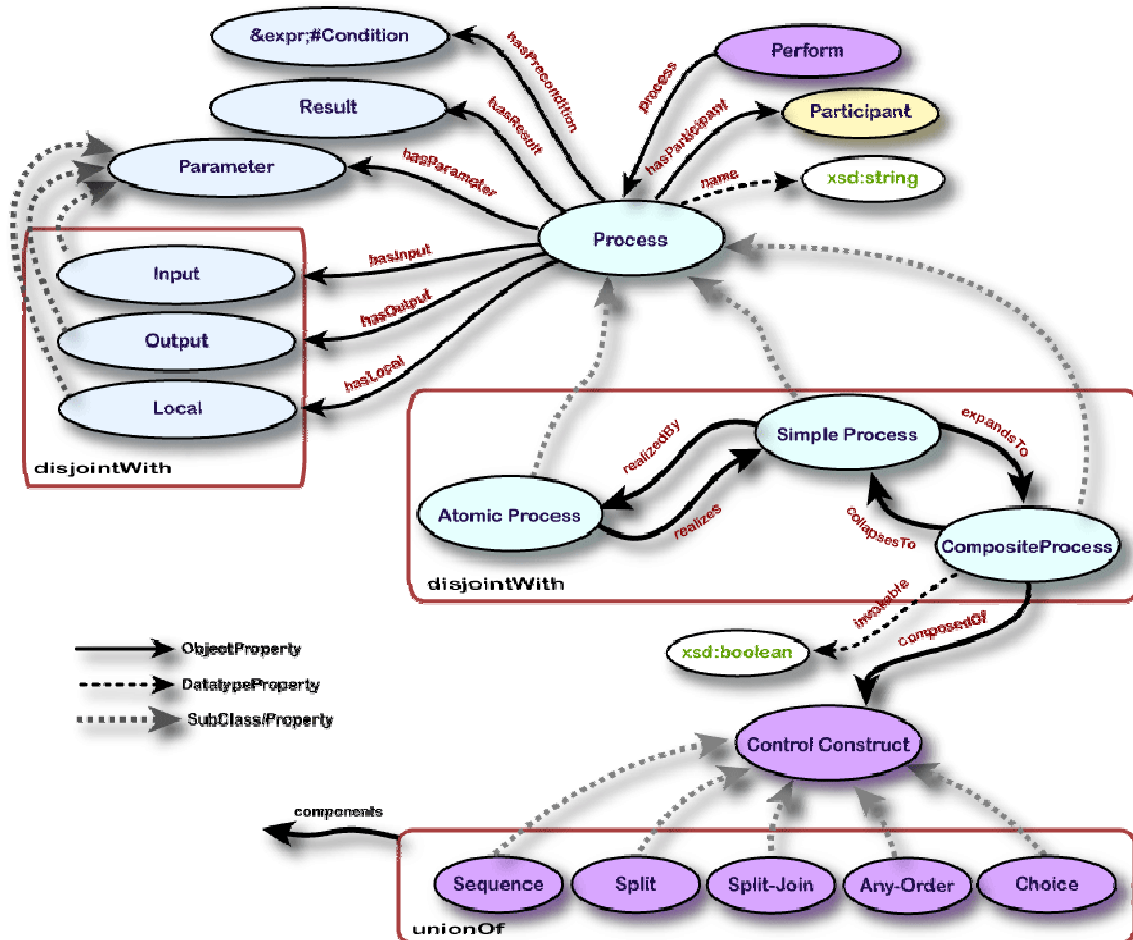 &expr;#Condition
hasPrecondition
Perform
process
Result
hasResult
hasParticipant
Participant
Parameter
hasParameter
name
xsd:string
Process
Input
hasInput
Output
hasOutput
Local
hasLocal
disjointWith
Simple Process
expandsTo
realizedBy
Atomic Process
realizes
collapsesTo
CompositeProcess
disjointWith
invokable
composedOf
xsd:boolean
ObjectProperty
DatatypeProperty
SubClass/Property
Control Construct
components
Sequence
Split
Split-Join
Any-Order
Choice
unionOf